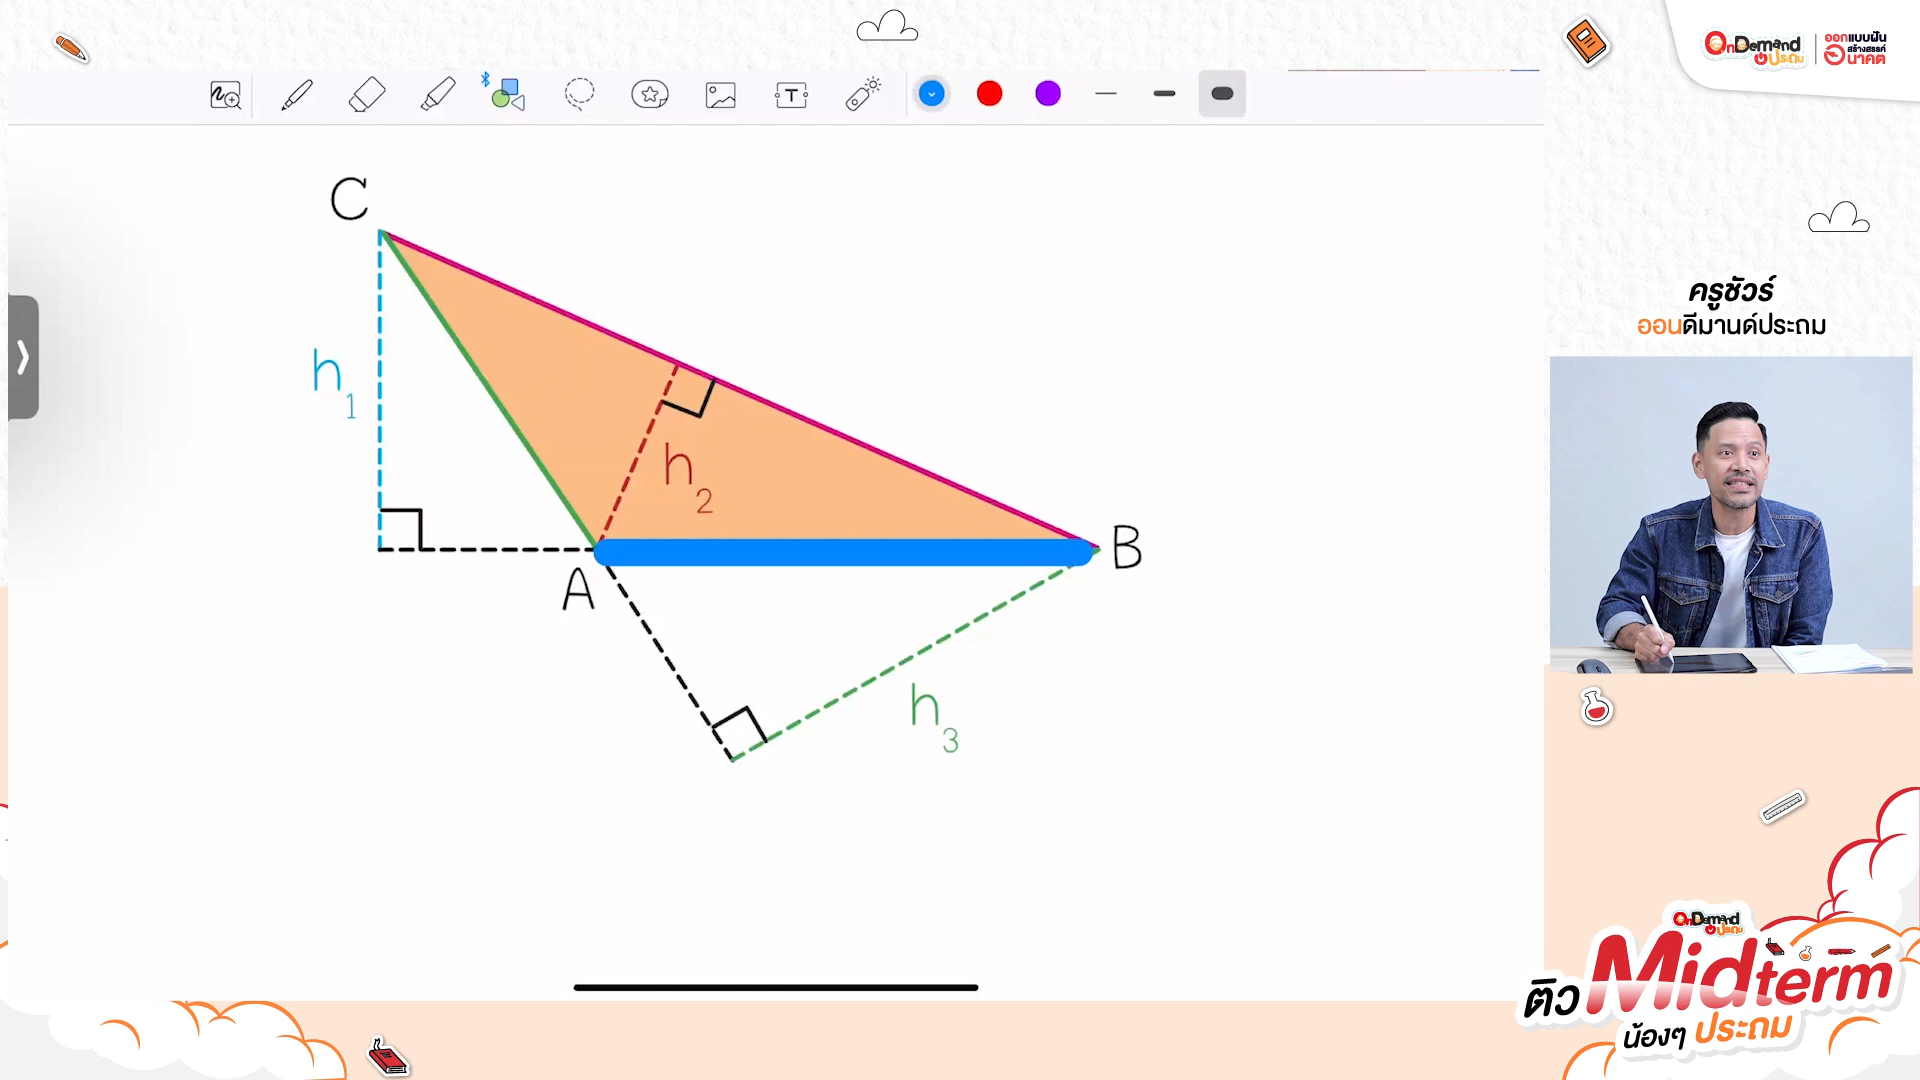 OnDemand
ประถม
ออกแบบฝัน
สร้างสรรค์
อนาคต
T
C
h1
h2
A
B
h3
ครูชัวร์
ออนดีมานด์ประถม
OnDemand
ประถม
ติว Midterm
น้องๆ ประถม